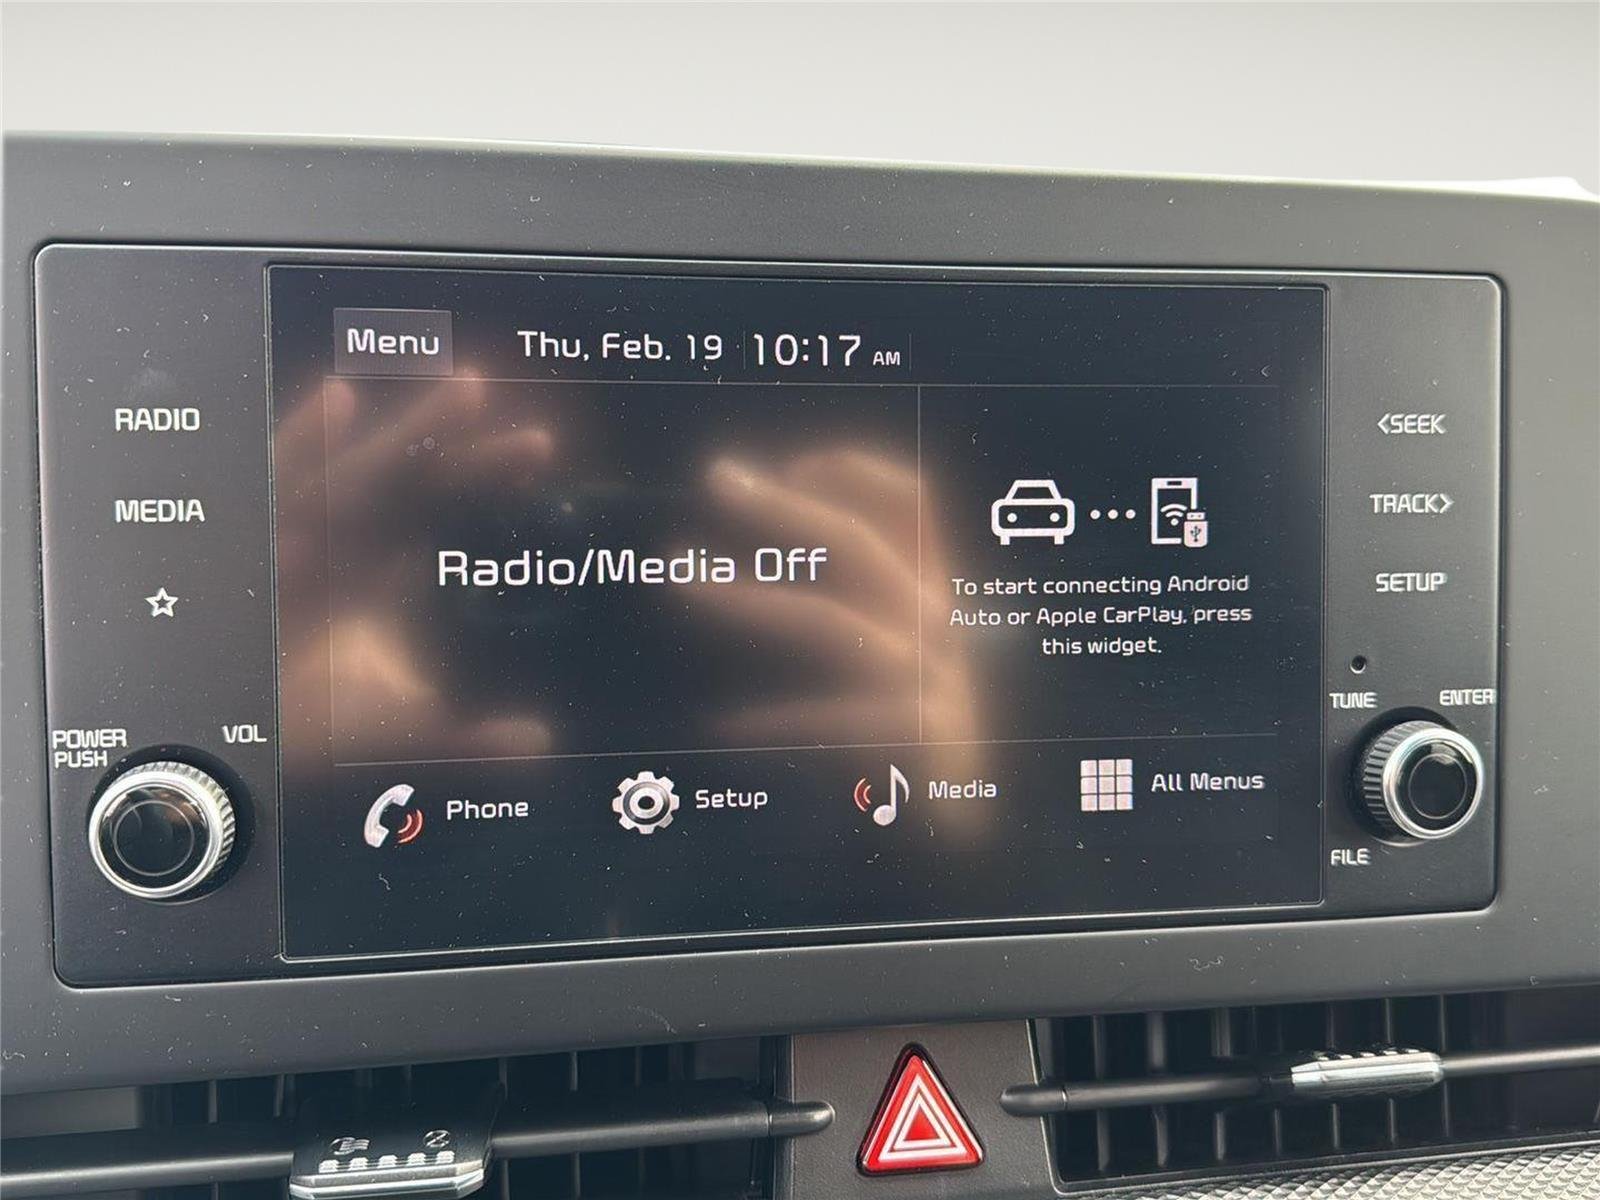 Menu
Thu, Feb. 19
10:17 AM
RADIO
MEDIA
POWER
PUSH
VOL
Radio/Media Off
To start connecting Android
Auto or Apple CarPlay, press
this widget.
Phone
Setup
Media
All Menus
<SEEK
TRACK>
SETUP
TUNE
ENTER
FILE